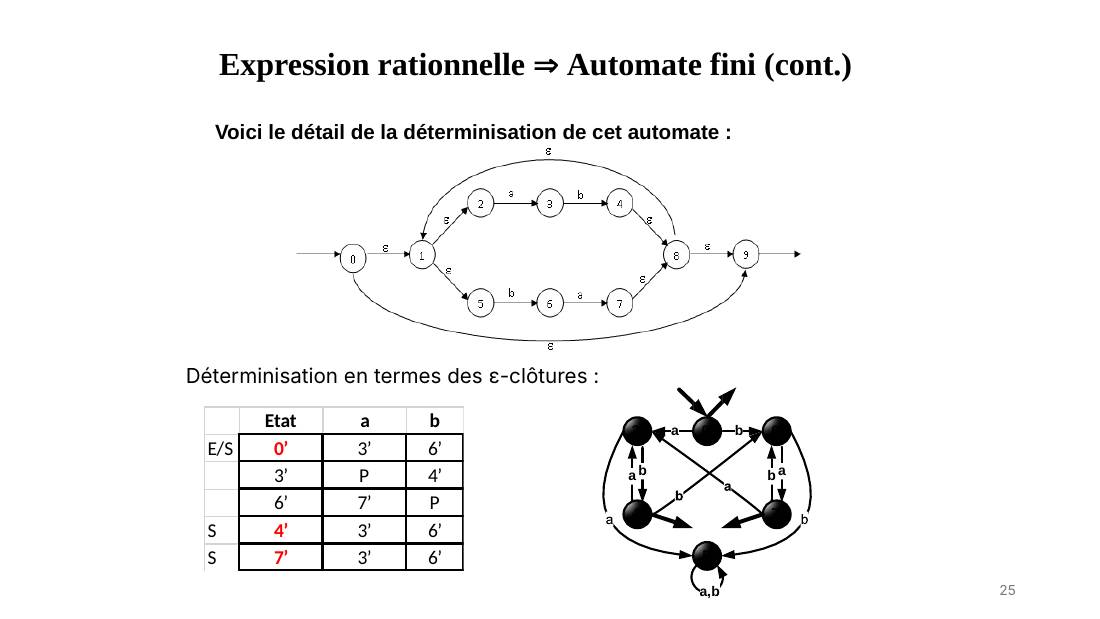 Expression rationnelle ⇒ Automate fini (cont.)
Voici le détail de la déterminisation de cet automate :
ε
2 a 3 b 4
ε ε
0 ε 1 8 ε 9
ε ε
5 b 6 a 7
ε
Déterminisation en termes des ε-clôtures :
Etat a b
E/S 0’ 3’ 6’
3’ P 4’
6’ 7’ P
S 4’ 3’ 6’
S 7’ 3’ 6’
a b
a b b a
b a
a b
a,b
25